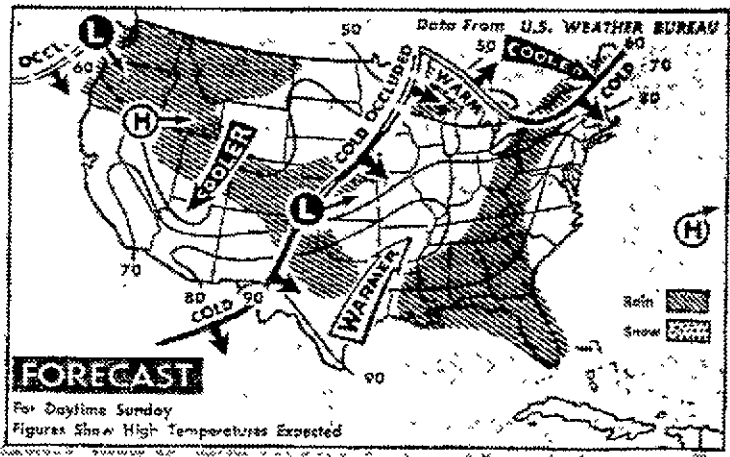 Data From U.S. WEATHER BUREAU
L
OCCL
60
50
50
COOLER
60
70
80
COLD
WARM
COLD OCCLUDED
H
COOLER
L
H
70
80
90
COLD
WARMER
90
Rain
Snow
FORECAST
For Daytime Sunday
Figures Show High Temperatures Expected